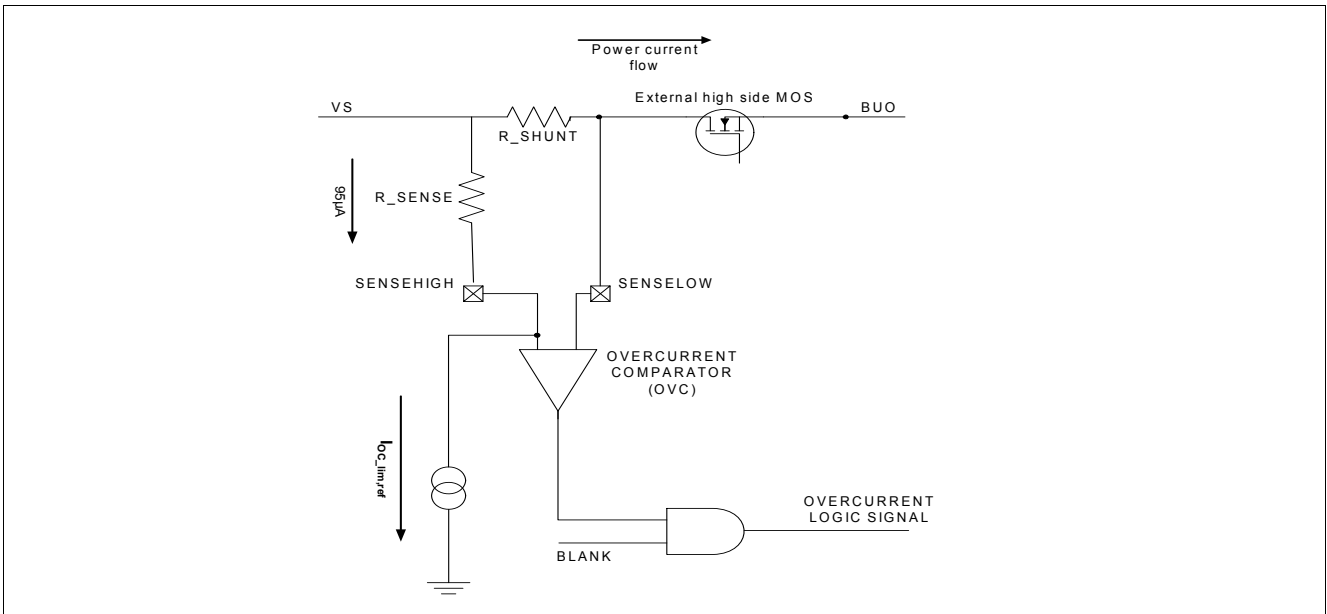 Power current
flow
External high side MOS
VS
BUO
R_SHUNT
95µA
R_SENSE
SENSEHIGH
SENSELOW
OVERCURRENT
COMPARATOR
(OVC)
IOC_lim,ref
OVERCURRENT
LOGIC SIGNAL
BLANK